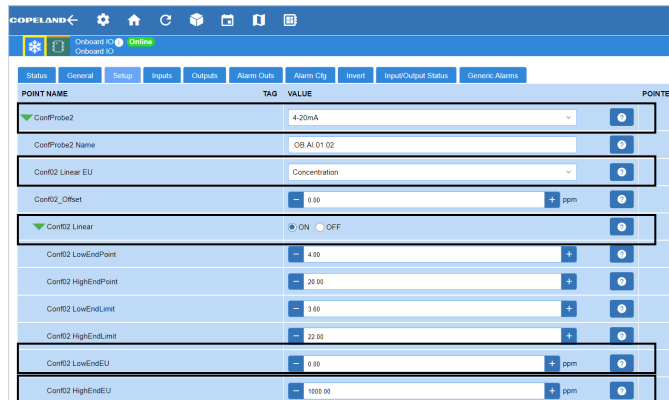 COPELAND
Onboard IO i Online
Onboard IO
Status General Setup Inputs Outputs Alarm Outs Alarm Cfg Invert Input/Output Status Generic Alarms
POINT NAME TAG VALUE POINTE
ConfProbe2 4-20mA ?
ConfProbe2 Name OB.AI.01.02 ?
Conf02 Linear EU Concentration ?
Conf02_Offset − 0.00 + ppm ?
Conf02 Linear ON OFF ?
Conf02 LowEndPoint − 4.00 + ?
Conf02 HighEndPoint − 20.00 + ?
Conf02 LowEndLimit − 3.60 + ?
Conf02 HighEndLimit − 22.00 + ?
Conf02 LowEndEU − 0.00 + ppm ?
Conf02 HighEndEU − 1000.00 + ppm ?